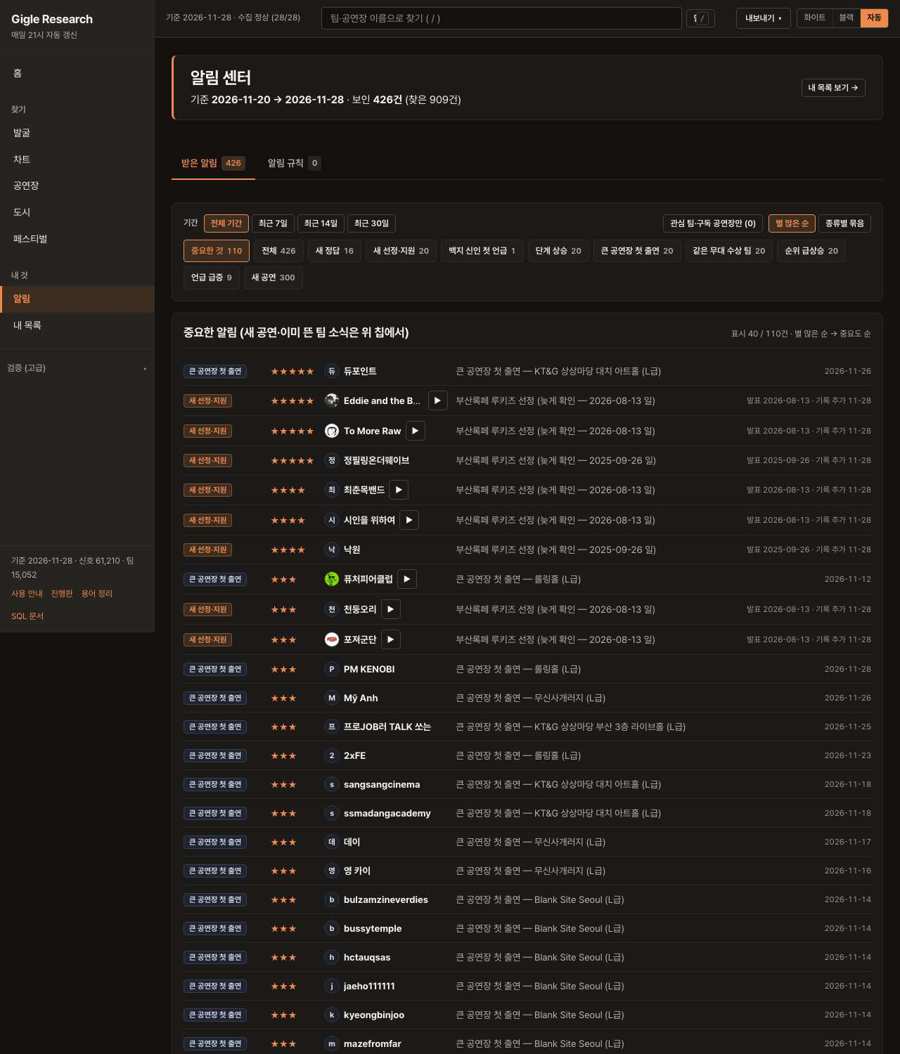 Gigle Research
매일 21시 자동 갱신
홈
찾기
발굴
차트
공연장
도시
페스티벌
내 것
알림
내 목록
검증 (고급)
기준 2026-11-28 · 신호 61,210 · 팀 15,052
사용 안내 진행판 용어 정리
SQL 문서
기준 2026-11-28 · 수집 정상 (28/28)
팀·공연장 이름으로 찾기 ( / )
/
내보내기
화이트 블랙 자동
알림 센터
기준 2026-11-20 → 2026-11-28 · 보인 426건 (찾은 909건)
내 목록 보기 →
받은 알림 426
알림 규칙 0
기간 전체 기간 최근 7일 최근 14일 최근 30일 관심 팀·구독 공연장만 (0) 별 많은 순 종류별 묶음
중요한 것 110 전체 426 새 정답 16 새 선정·지원 20 백지 신인 첫 언급 1 단계 상승 20 큰 공연장 첫 출연 20 같은 무대 수상 팀 20 순위 급상승 20
언급 급증 9 새 공연 300
중요한 알림 (새 공연·이미 뜬 팀 소식은 위 칩에서) 표시 40 / 110건 · 별 많은 순 → 중요도 순
큰 공연장 첫 출연 ★★★★★ 듀 듀포인트 큰 공연장 첫 출연 — KT&G 상상마당 대치 아트홀 (L급) 2026-11-26
새 선정·지원 ★★★★★ Eddie and the B… ▶ 부산록페 루키즈 선정 (늦게 확인 — 2026-08-13 일) 발표 2026-08-13 · 기록 추가 11-28
새 선정·지원 ★★★★★ To More Raw ▶ 부산록페 루키즈 선정 (늦게 확인 — 2026-08-13 일) 발표 2026-08-13 · 기록 추가 11-28
새 선정·지원 ★★★★★ 정 정필링온더웨이브 부산록페 루키즈 선정 (늦게 확인 — 2025-09-26 일) 발표 2025-09-26 · 기록 추가 11-28
새 선정·지원 ★★★★ 최 최춘목밴드 ▶ 부산록페 루키즈 선정 (늦게 확인 — 2026-08-13 일) 발표 2026-08-13 · 기록 추가 11-28
새 선정·지원 ★★★★ 시 시인을 위하여 ▶ 부산록페 루키즈 선정 (늦게 확인 — 2026-08-13 일) 발표 2026-08-13 · 기록 추가 11-28
새 선정·지원 ★★★★ 낙 낙원 부산록페 루키즈 선정 (늦게 확인 — 2025-09-26 일) 발표 2025-09-26 · 기록 추가 11-28
큰 공연장 첫 출연 ★★★ 퓨처피어클럽 ▶ 큰 공연장 첫 출연 — 롤링홀 (L급) 2026-11-12
새 선정·지원 ★★★ 천 천둥오리 ▶ 부산록페 루키즈 선정 (늦게 확인 — 2026-08-13 일) 발표 2026-08-13 · 기록 추가 11-28
새 선정·지원 ★★★ 포져군단 ▶ 부산록페 루키즈 선정 (늦게 확인 — 2026-08-13 일) 발표 2026-08-13 · 기록 추가 11-28
큰 공연장 첫 출연 ★★★ P PM KENOBI 큰 공연장 첫 출연 — 롤링홀 (L급) 2026-11-28
큰 공연장 첫 출연 ★★★ M Mỹ Anh 큰 공연장 첫 출연 — 무신사개러지 (L급) 2026-11-26
큰 공연장 첫 출연 ★★★ 프 프로JOB러 TALK 쏘는 큰 공연장 첫 출연 — KT&G 상상마당 부산 3층 라이브홀 (L급) 2026-11-25
큰 공연장 첫 출연 ★★★ 2 2xFE 큰 공연장 첫 출연 — 롤링홀 (L급) 2026-11-23
큰 공연장 첫 출연 ★★★ s sangsangcinema 큰 공연장 첫 출연 — KT&G 상상마당 대치 아트홀 (L급) 2026-11-18
큰 공연장 첫 출연 ★★★ s ssmadangacademy 큰 공연장 첫 출연 — KT&G 상상마당 대치 아트홀 (L급) 2026-11-18
큰 공연장 첫 출연 ★★★ 데 데이 큰 공연장 첫 출연 — 무신사개러지 (L급) 2026-11-17
큰 공연장 첫 출연 ★★★ 영 영 카이 큰 공연장 첫 출연 — 무신사개러지 (L급) 2026-11-16
큰 공연장 첫 출연 ★★★ b bulzamzineverdies 큰 공연장 첫 출연 — Blank Site Seoul (L급) 2026-11-14
큰 공연장 첫 출연 ★★★ b bussytemple 큰 공연장 첫 출연 — Blank Site Seoul (L급) 2026-11-14
큰 공연장 첫 출연 ★★★ h hctauqsas 큰 공연장 첫 출연 — Blank Site Seoul (L급) 2026-11-14
큰 공연장 첫 출연 ★★★ j jaeho111111 큰 공연장 첫 출연 — Blank Site Seoul (L급) 2026-11-14
큰 공연장 첫 출연 ★★★ k kyeongbinjoo 큰 공연장 첫 출연 — Blank Site Seoul (L급) 2026-11-14
큰 공연장 첫 출연 ★★★ m mazefromfar 큰 공연장 첫 출연 — Blank Site Seoul (L급) 2026-11-14